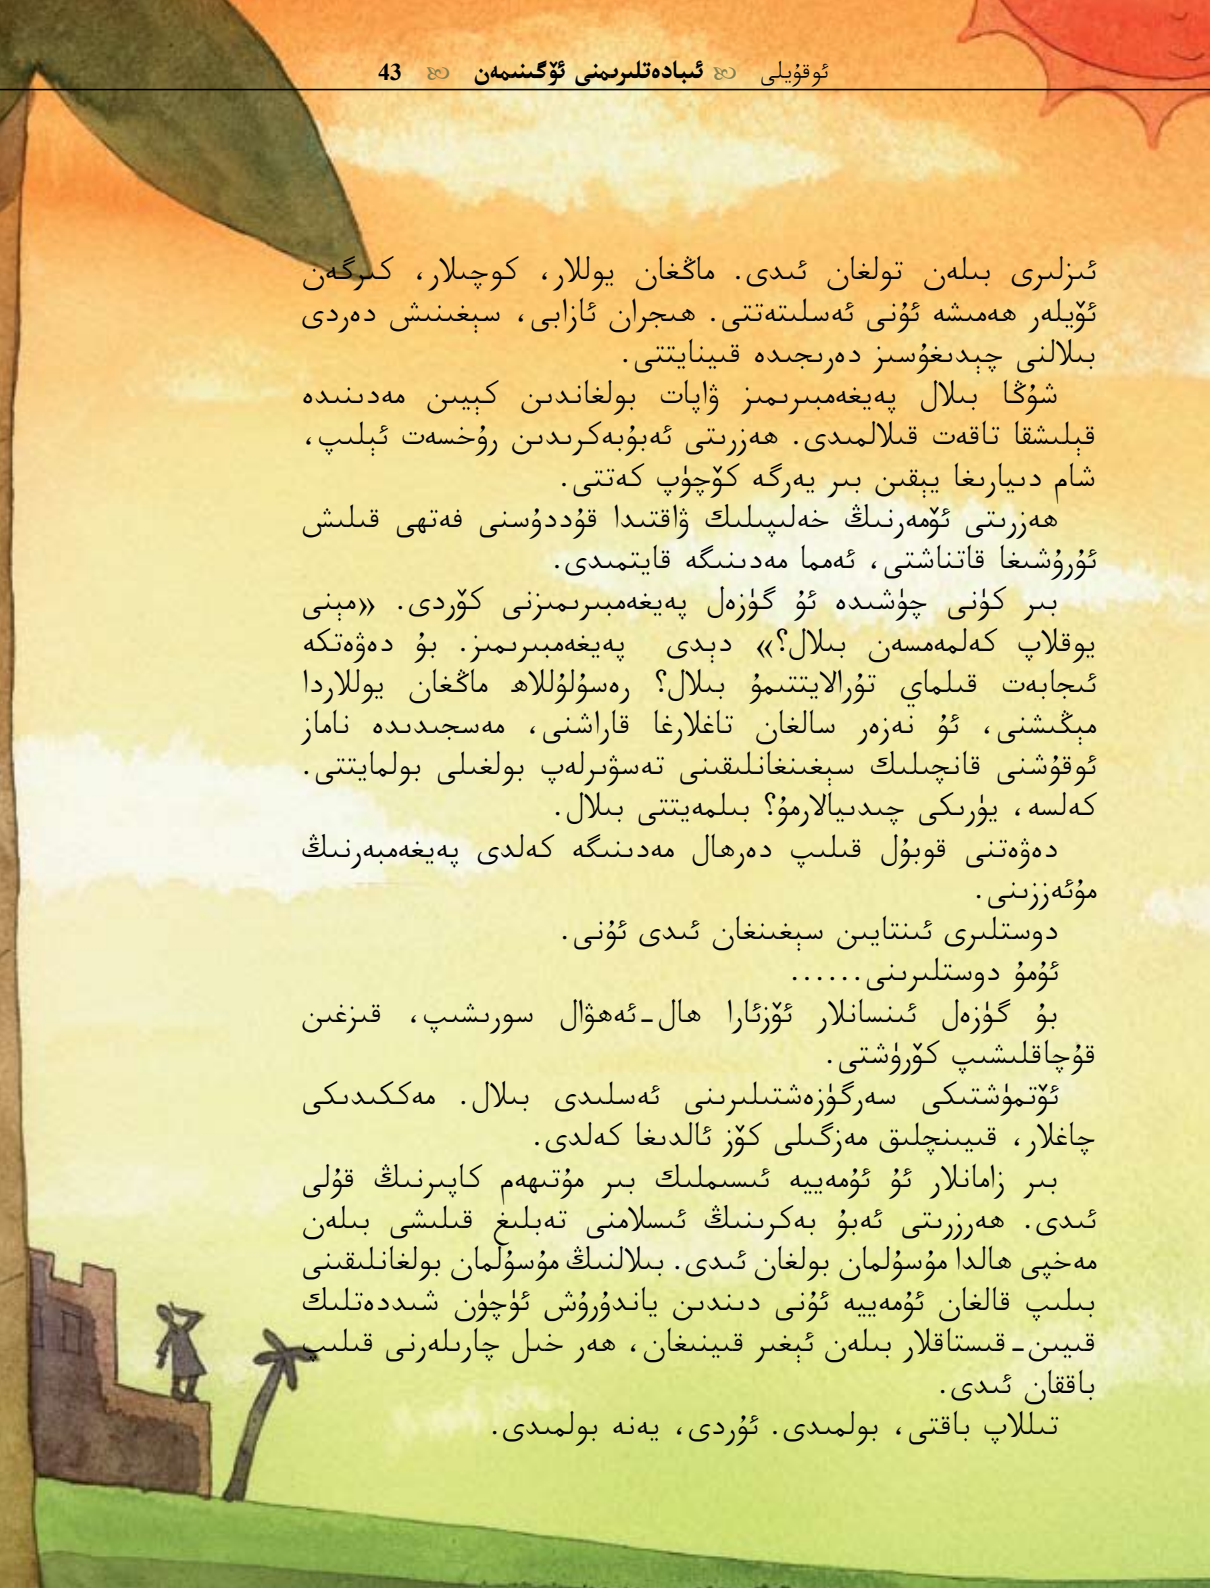 ئوقۇيلى ئىبادەتلىرىمنى ئۆگىنىمەن 43
ئىزلىرى بىلەن تولغان ئىدى. ماڭغان يوللار، كوچىلار، كىرگەن
ئۆيلەر ھەمىشە ئۇنى ئەسلىتەتتى. ھىجران ئازابى، سېغىنىش دەردى
بىلالنى چىدىغۇسىز دەرىجىدە قىينايتتى.
شۇڭا بىلال پەيغەمبىرىمىز ۋاپات بولغاندىن كېيىن مەدىنىدە
قېلىشقا تاقەت قىلالمىدى. ھەزرىتى ئەبۇبەكرىدىن رۇخسەت ئېلىپ،
شام دىيارىغا يېقىن بىر يەرگە كۆچۈپ كەتتى.
ھەزرىتى ئۆمەرنىڭ خەلىپىلىك ۋاقتىدا قۇددۇسنى فەتھى قىلىش
ئۇرۇشىغا قاتناشتى، ئەمما مەدىنىگە قايتمىدى.
بىر كۈنى چۈشىدە ئۇ گۈزەل پەيغەمبىرىمىزنى كۆردى. «مېنى
يوقلاپ كەلمەمسەن بىلال؟» دېدى پەيغەمبىرىمىز. بۇ دەۋەتكە
ئىجابەت قىلماي تۇرالايتتىمۇ بىلال؟ رەسۇلۇللاھ ماڭغان يوللاردا
مېڭىشنى، ئۇ نەزەر سالغان تاغلارغا قاراشنى، مەسجىدىدە ناماز
ئوقۇشنى قانچىلىك سېغىنغانلىقىنى تەسۋىرلەپ بولغىلى بولمايتتى.
كەلسە، يۈرىكى چىدىيالارمۇ؟ بىلمەيتتى بىلال.
دەۋەتنى قوبۇل قىلىپ دەرھال مەدىنىگە كەلدى پەيغەمبەرنىڭ
مۇئەززىنى.
دوستلىرى ئىنتايىن سېغىنغان ئىدى ئۇنى.
ئۇمۇ دوستلىرىنى......
بۇ گۈزەل ئىنسانلار ئۆزئارا ھال-ئەھۋال سورىشىپ، قىزغىن
قۇچاقلىشىپ كۆرۈشتى.
ئۆتمۈشتىكى سەرگۈزەشتىلىرىنى ئەسلىدى بىلال. مەككىدىكى
چاغلار، قىيىنچلىق مەزگىلى كۆز ئالدىغا كەلدى.
بىر زامانلار ئۇ ئۇمەييە ئىسىملىك بىر مۇتىھەم كاپىرنىڭ قۇلى
ئىدى. ھەرزرىتى ئەبۇ بەكرىنىڭ ئىسلامنى تەبلىغ قىلىشى بىلەن
مەخپى ھالدا مۇسۇلمان بولغان ئىدى. بىلالنىڭ مۇسۇلمان بولغانلىقىنى
بىلىپ قالغان ئۇمەييە ئۇنى دىندىن ياندۇرۇش ئۈچۈن شىددەتلىك
قىيىن-قىستاقلار بىلەن ئېغىر قىينىغان، ھەر خىل چارىلەرنى قىلىپ
باققان ئىدى.
تىللاپ باقتى، بولمىدى. ئۇردى، يەنە بولمىدى.